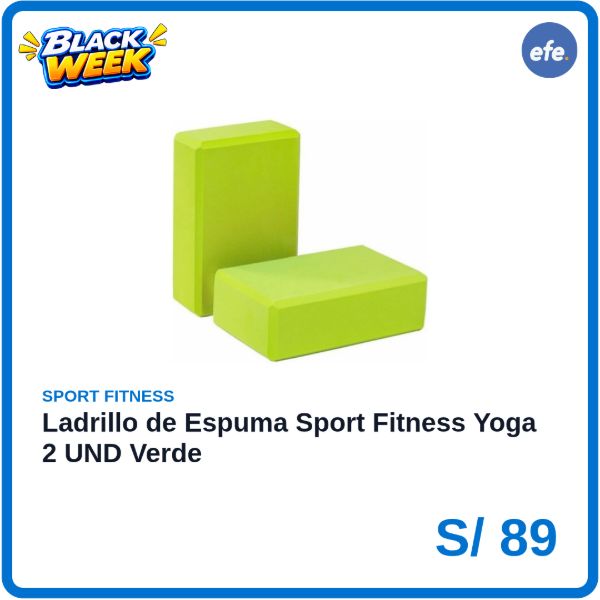 BLACK
WEEK
efe.
SPORT FITNESS
Ladrillo de Espuma Sport Fitness Yoga
2 UND Verde
S/ 89